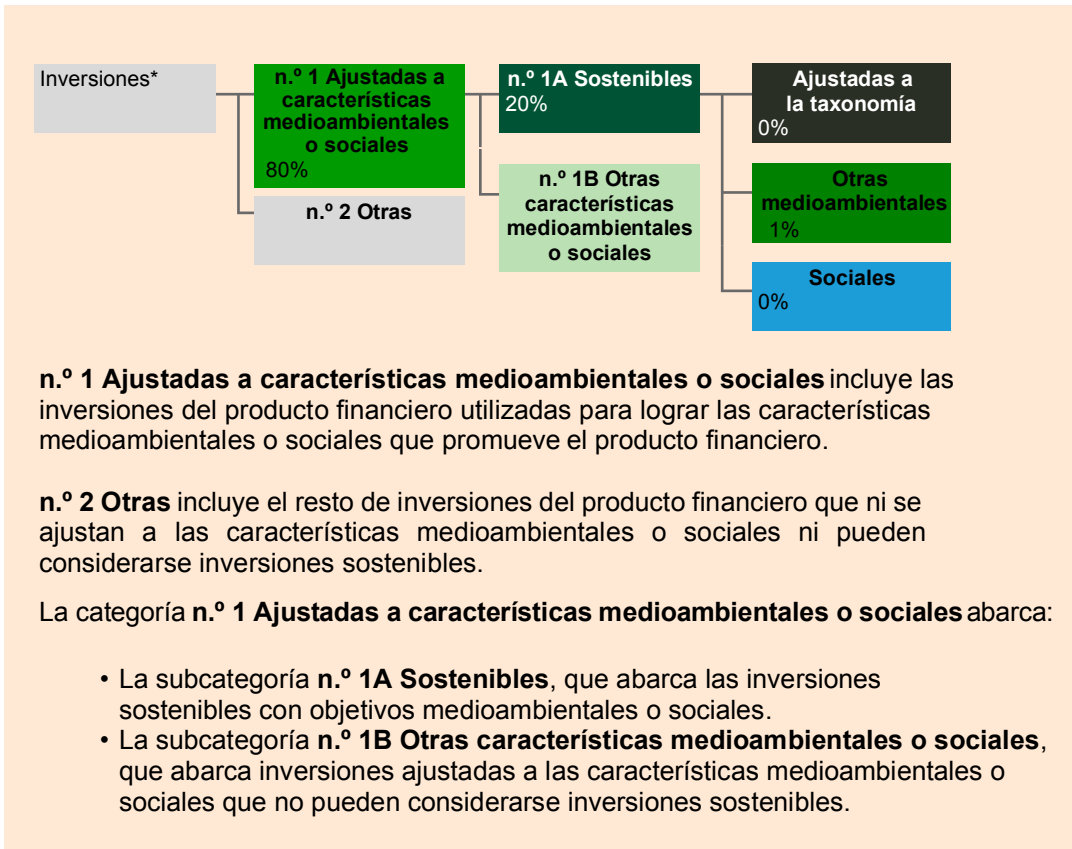 Inversiones*
n.º 1 Ajustadas a
características
medioambientales
o sociales
80%
n.º 2 Otras
n.º 1A Sostenibles
20%
n.º 1B Otras
características
medioambientales
o sociales
Ajustadas a
la taxonomía
0%
Otras
medioambientales
1%
Sociales
0%
n.º 1 Ajustadas a características medioambientales o sociales incluye las
inversiones del producto financiero utilizadas para lograr las características
medioambientales o sociales que promueve el producto financiero.
n.º 2 Otras incluye el resto de inversiones del producto financiero que ni se
ajustan a las características medioambientales o sociales ni pueden
considerarse inversiones sostenibles.
La categoría n.º 1 Ajustadas a características medioambientales o sociales abarca:
• La subcategoría n.º 1A Sostenibles, que abarca las inversiones
sostenibles con objetivos medioambientales o sociales.
• La subcategoría n.º 1B Otras características medioambientales o sociales,
que abarca inversiones ajustadas a las características medioambientales o
sociales que no pueden considerarse inversiones sostenibles.